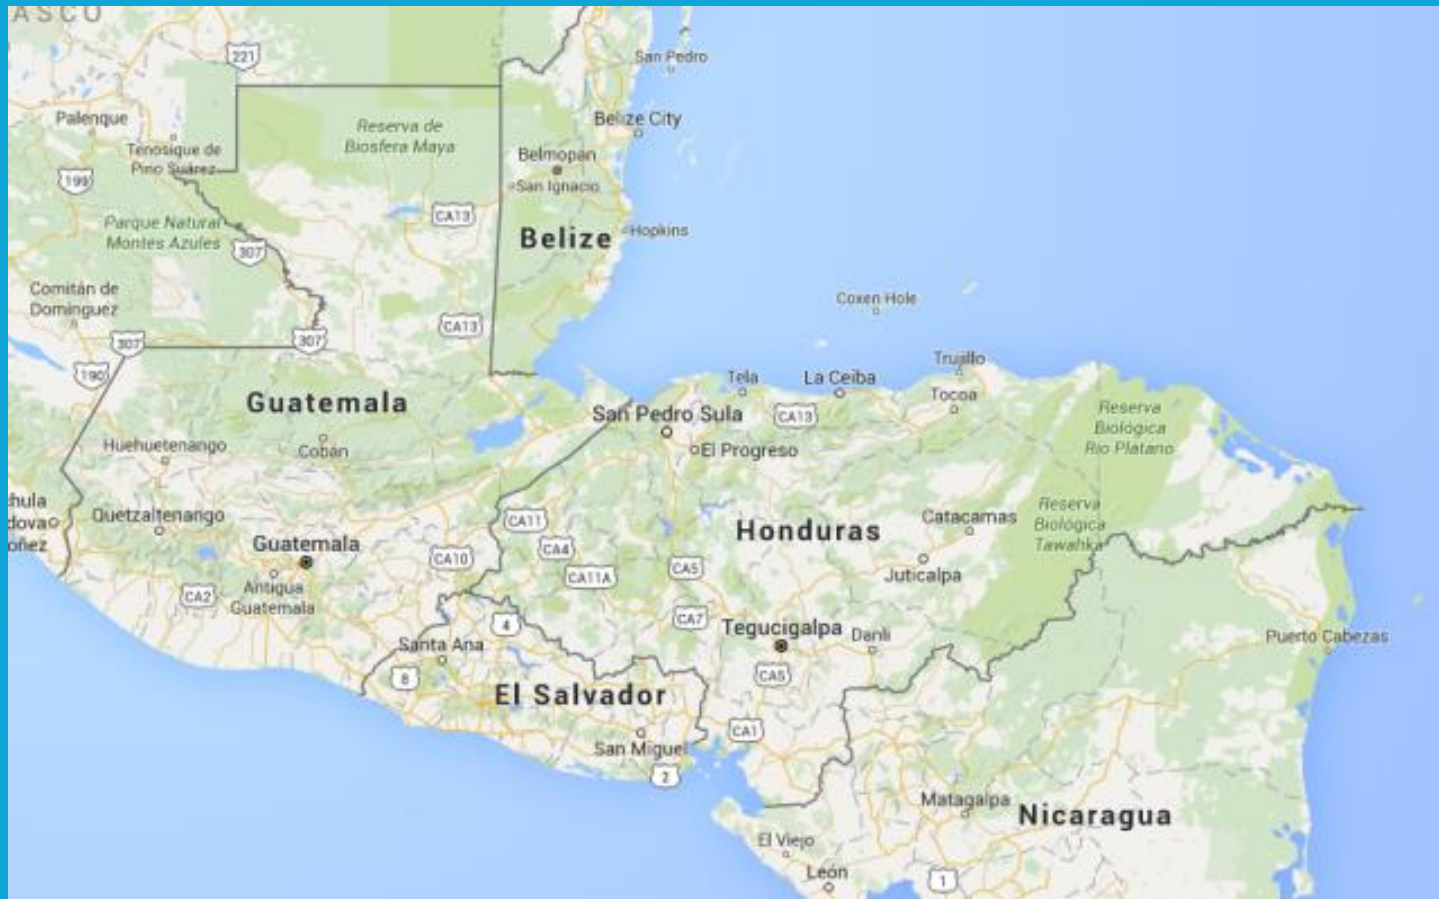 ASCO
221
San Pedro
Palenque
Belize City
Reserva de
Biosfera Maya
Tenosique de
Pino Suárez
Belmopan
199
San Ignacio
CA13
Parque Natural
Montes Azules
Hopkins
Belize
307
Comitán de
Domínguez
Coxen Hole
CA13
307
307
190
Trujillo
Tela
La Ceiba
Guatemala
Tocoa
San Pedro Sula
CA13
Reserva
Biológica
Río Platano
Huehuetenango
Cobán
El Progreso
hula
dova
oñez
Quetzaltenango
CA11
Honduras
Catacamas
Reserva
Biológica
Tawahka
Guatemala
CA10
CA4
CA11A
CA5
Juticalpa
CA2
Antigua
Guatemala
4
CA7
Tegucigalpa
Danlí
Puerto Cabezas
Santa Ana
8
CA5
El Salvador
CA1
San Miguel
2
Matagalpa
Nicaragua
El Viejo
León
1